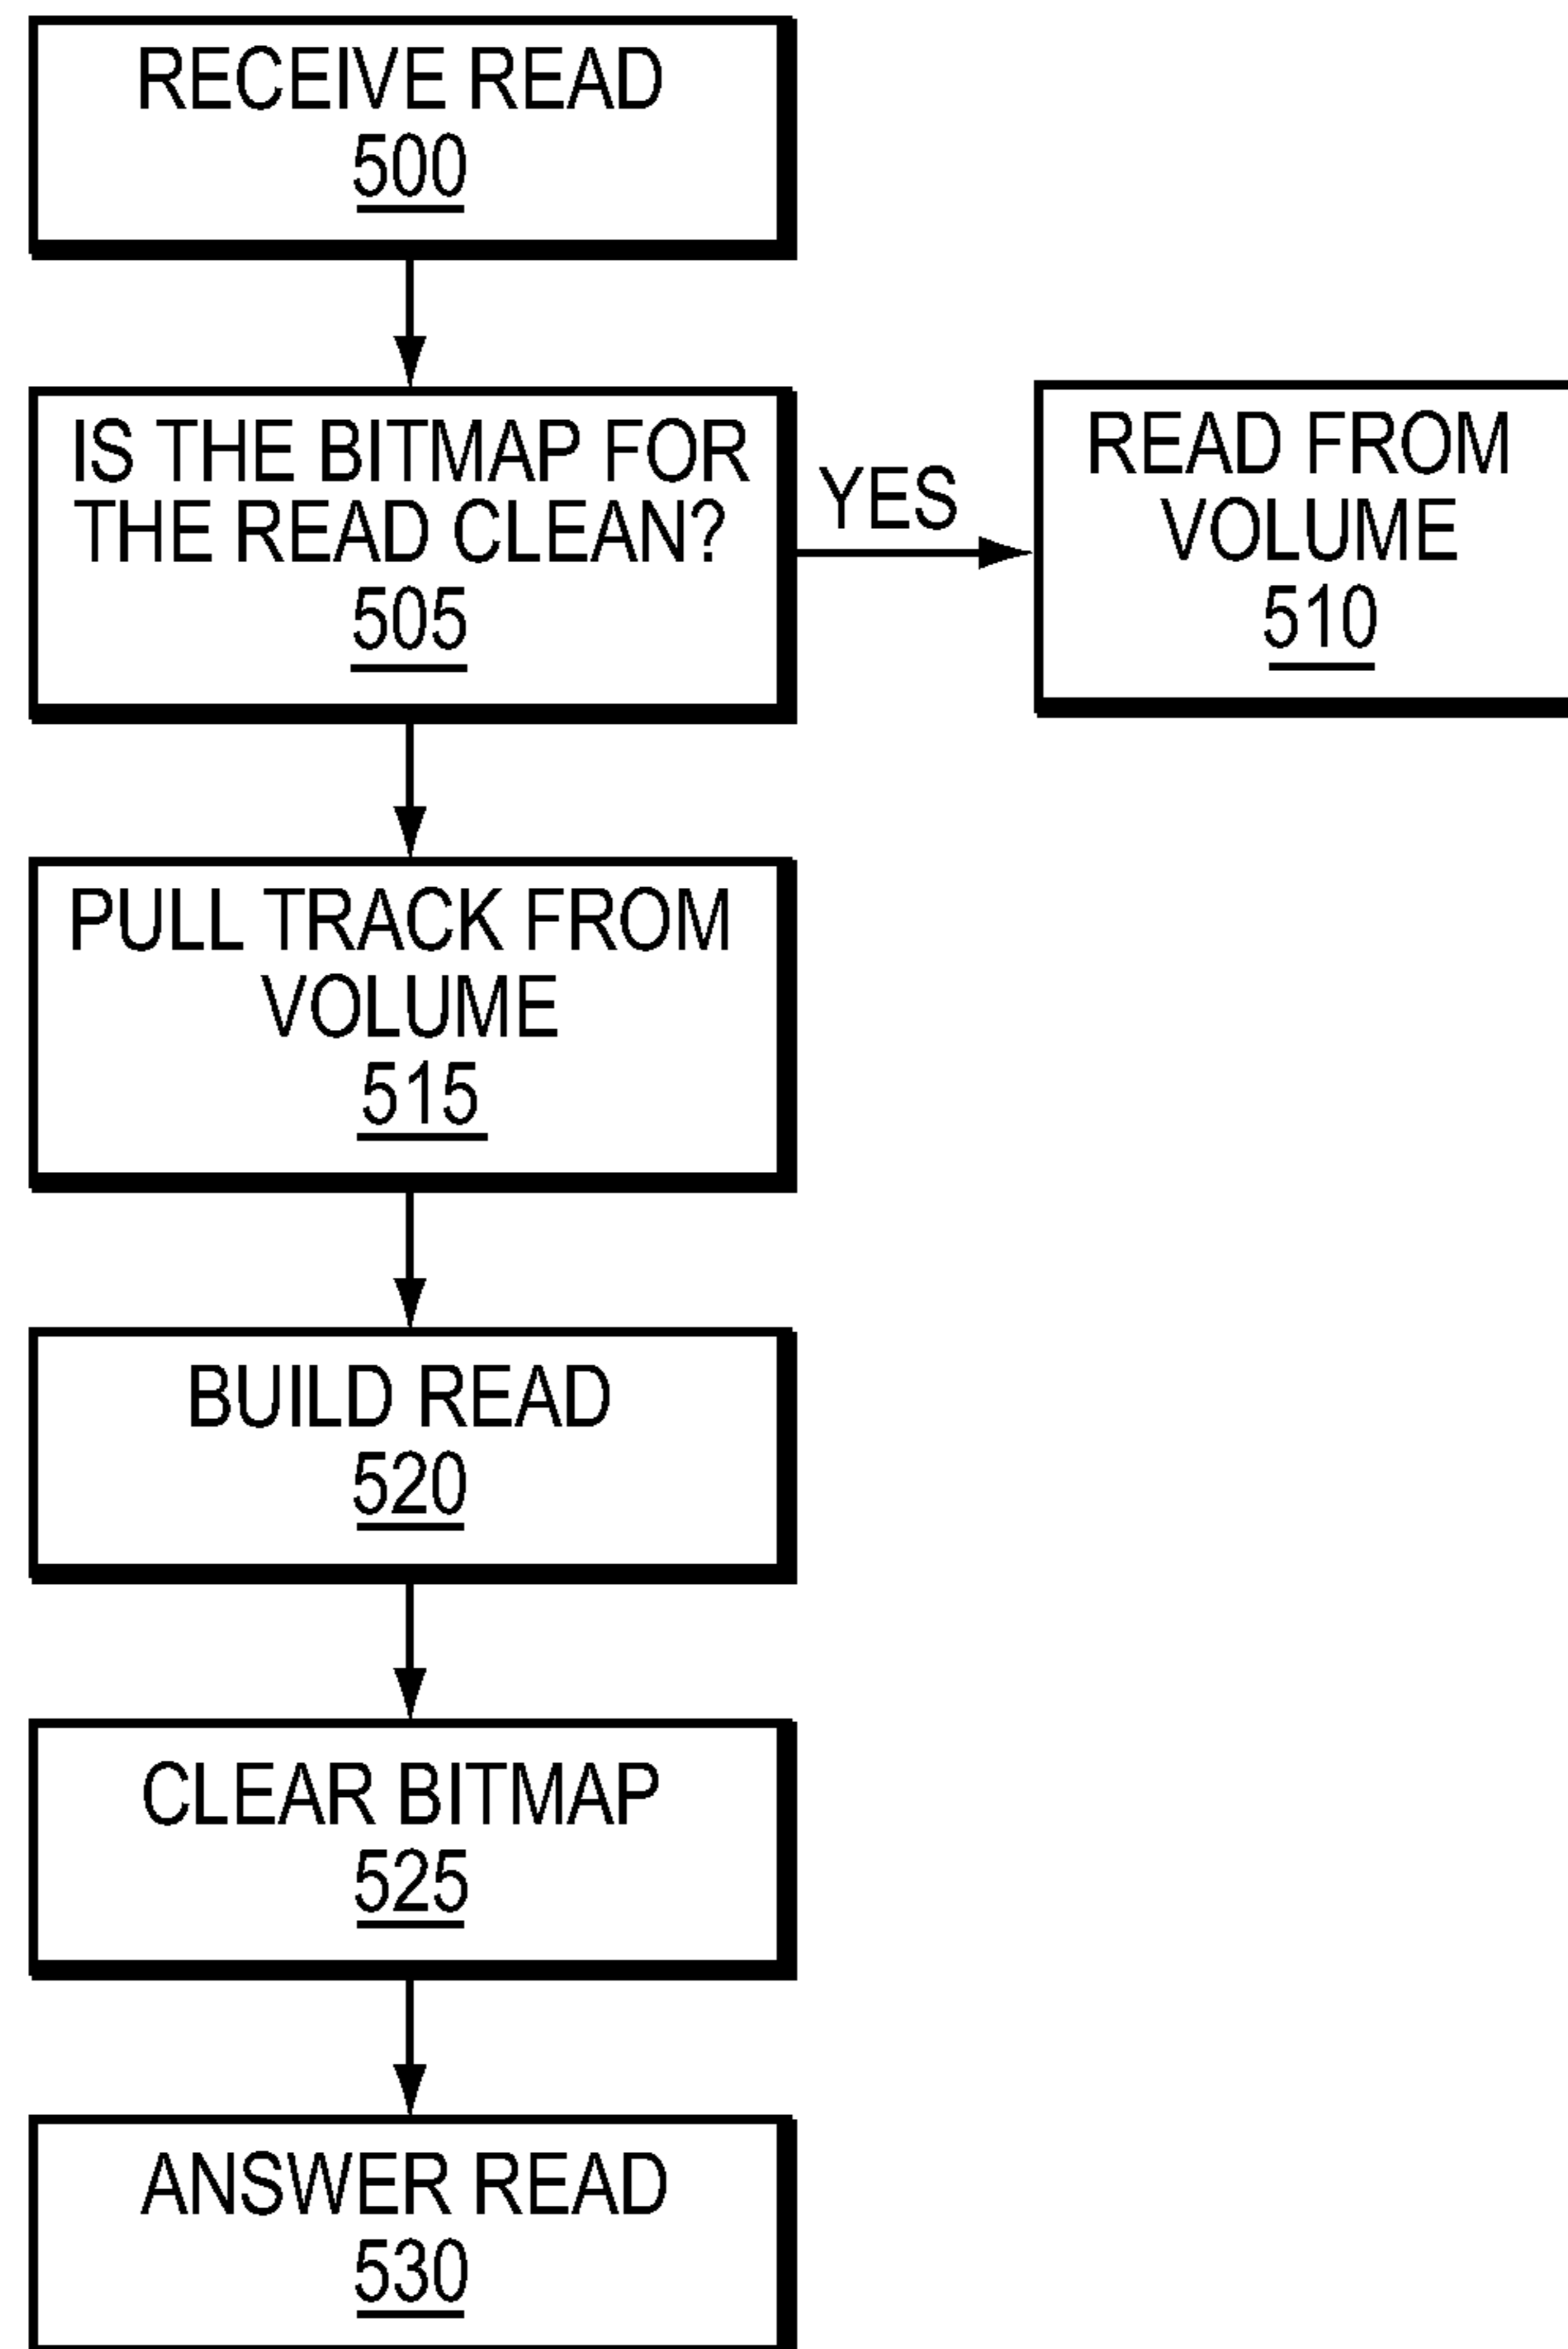 RECEIVE READ
500
IS THE BITMAP FOR
THE READ CLEAN?
505
YES
READ FROM
VOLUME
510
PULL TRACK FROM
VOLUME
515
BUILD READ
520
CLEAR BITMAP
525
ANSWER READ
530